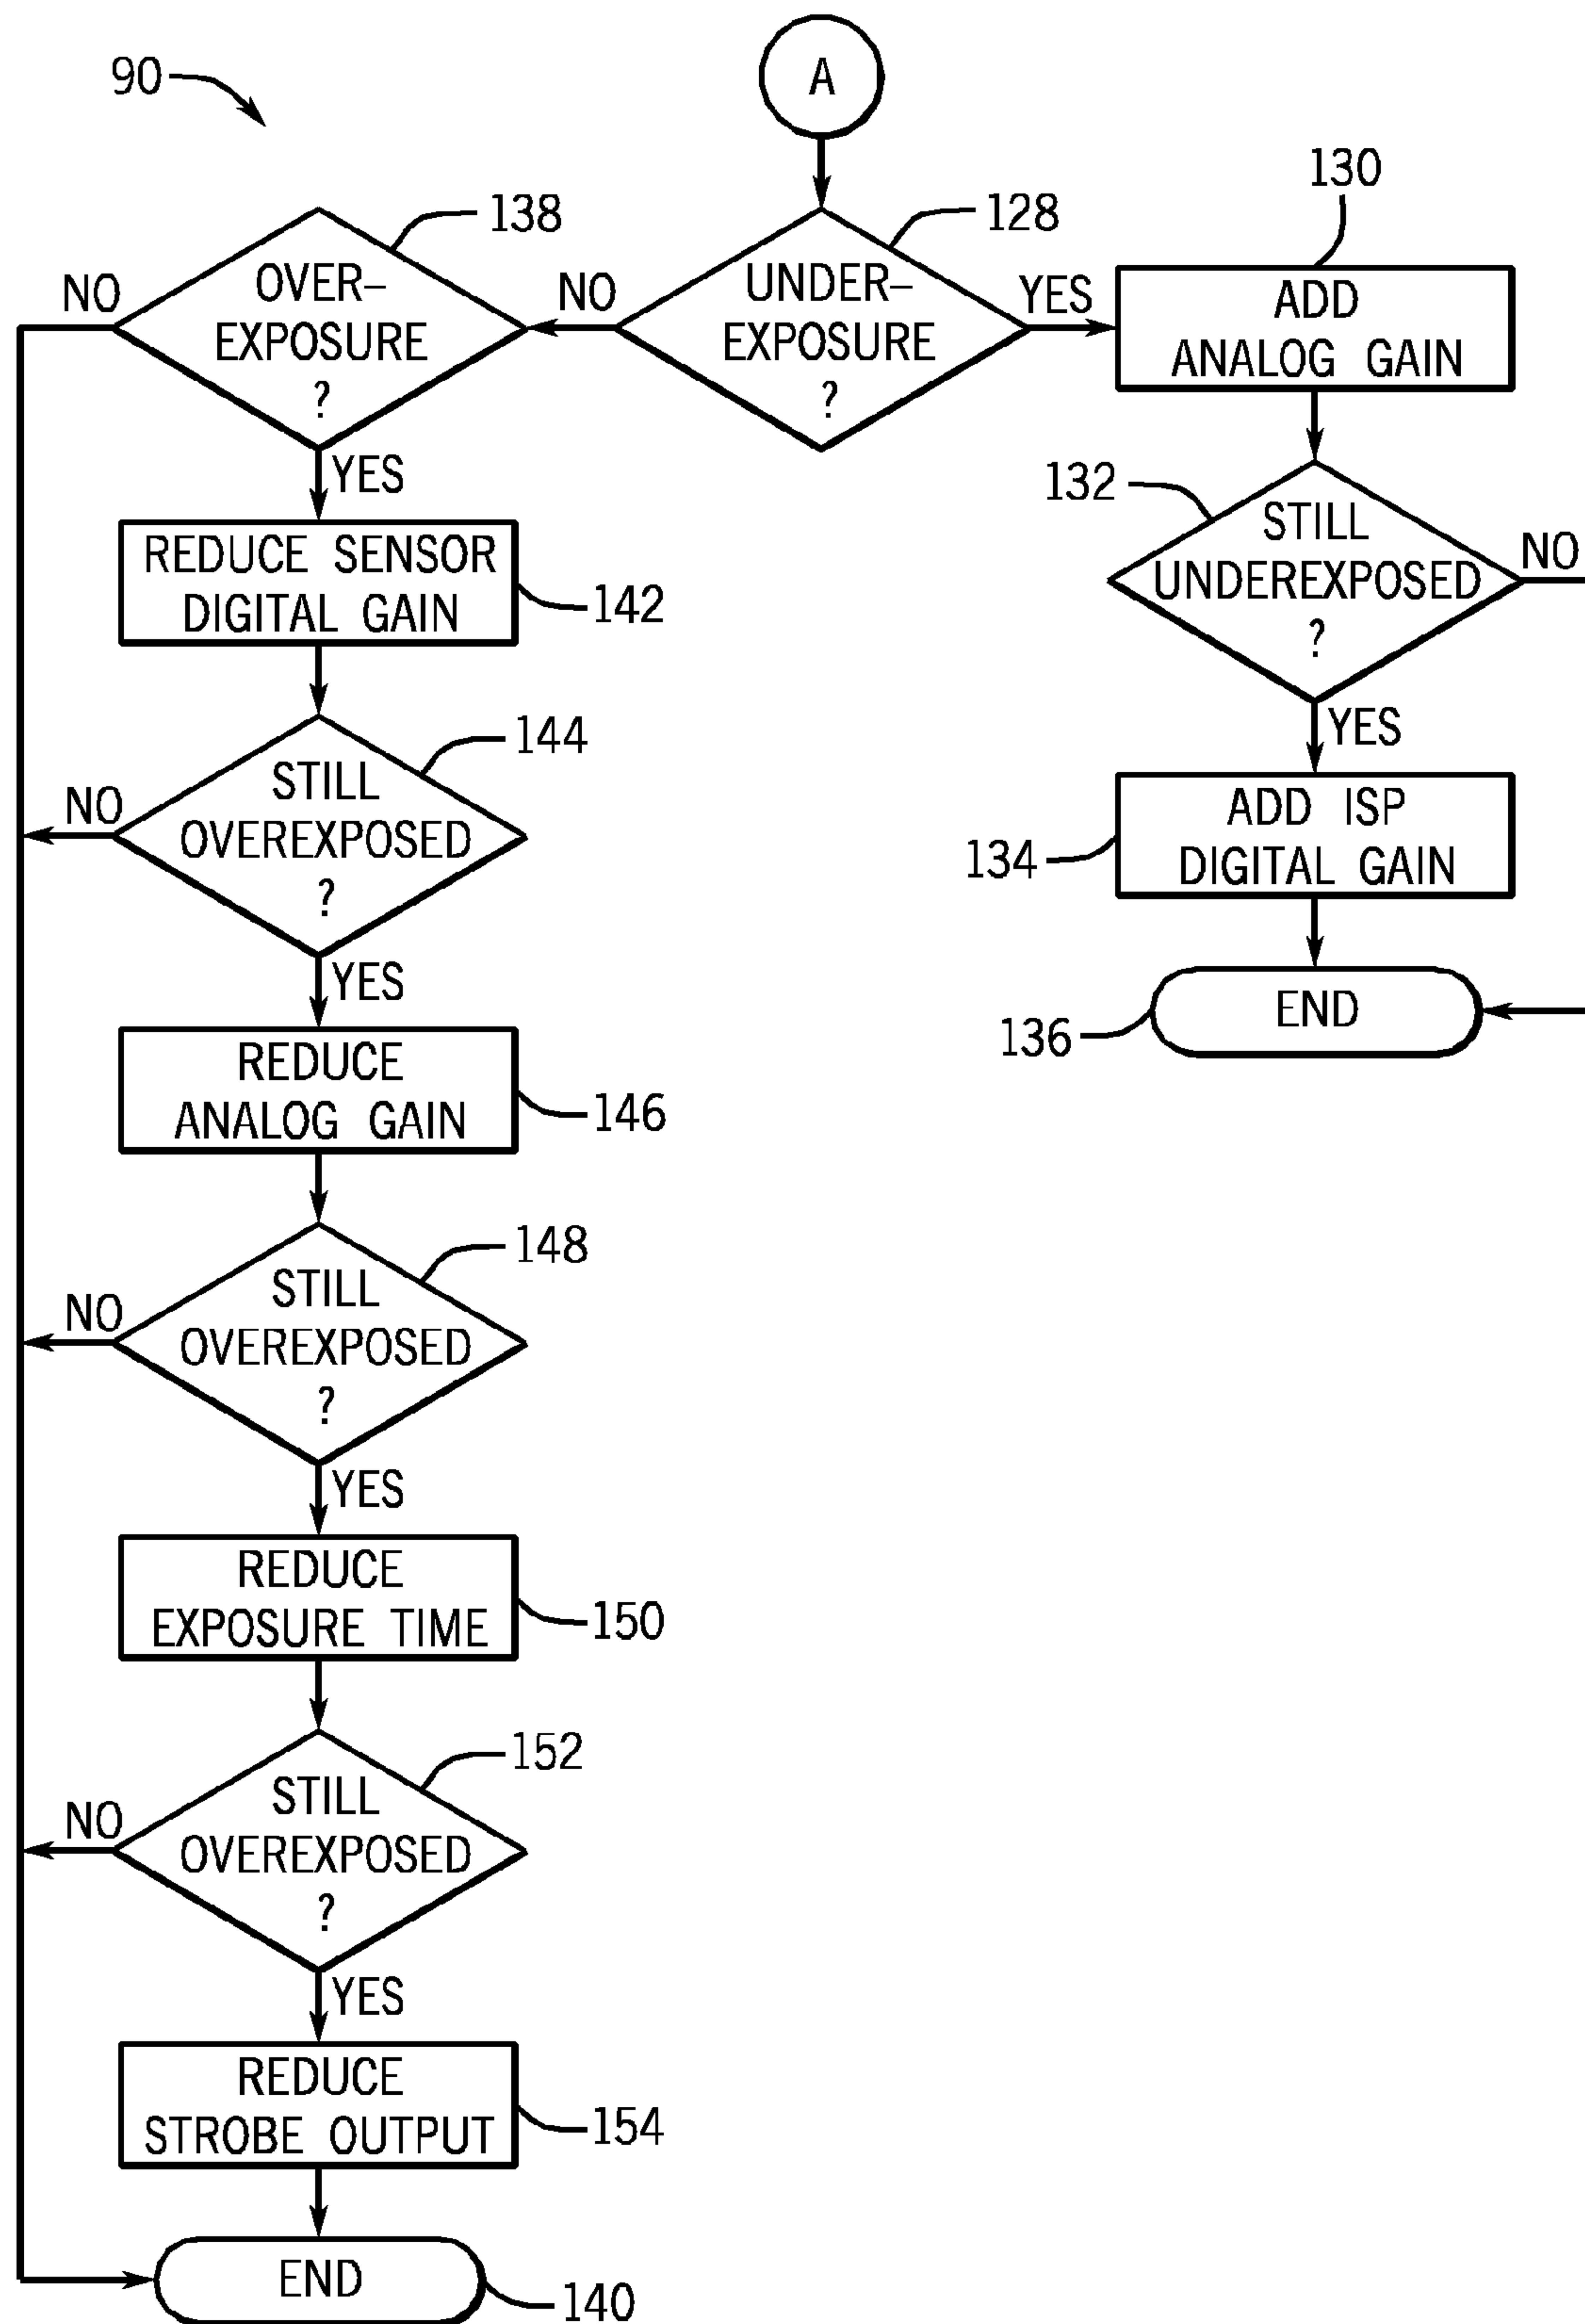 90
A
138
128
130
NO
OVER-
EXPOSURE
?
NO
UNDER-
EXPOSURE
?
YES
ADD
ANALOG GAIN
YES
132
STILL
UNDEREXPOSED
?
NO
REDUCE SENSOR
DIGITAL GAIN
142
YES
144
NO
STILL
OVEREXPOSED
?
134
ADD ISP
DIGITAL GAIN
YES
136
END
REDUCE
ANALOG GAIN
146
148
NO
STILL
OVEREXPOSED
?
YES
REDUCE
EXPOSURE TIME
150
152
NO
STILL
OVEREXPOSED
?
YES
REDUCE
STROBE OUTPUT
154
END
140